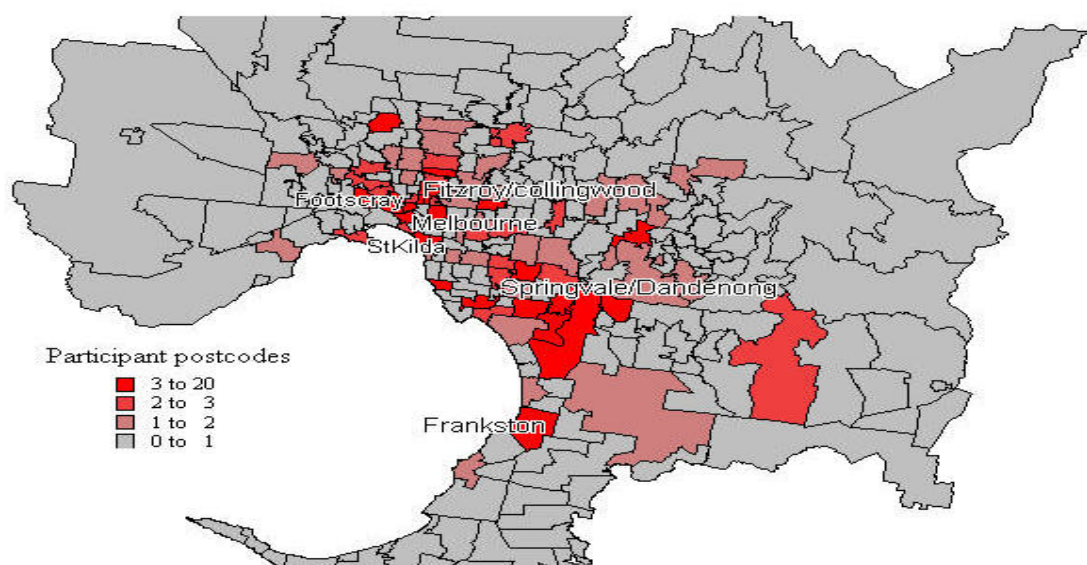 Fitzroy/collingwood
Footscray
Melbourne
StKilda
Springvale/Dandenong
Participant postcodes
3 to 20
2 to 3
1 to 2
0 to 1
Frankston